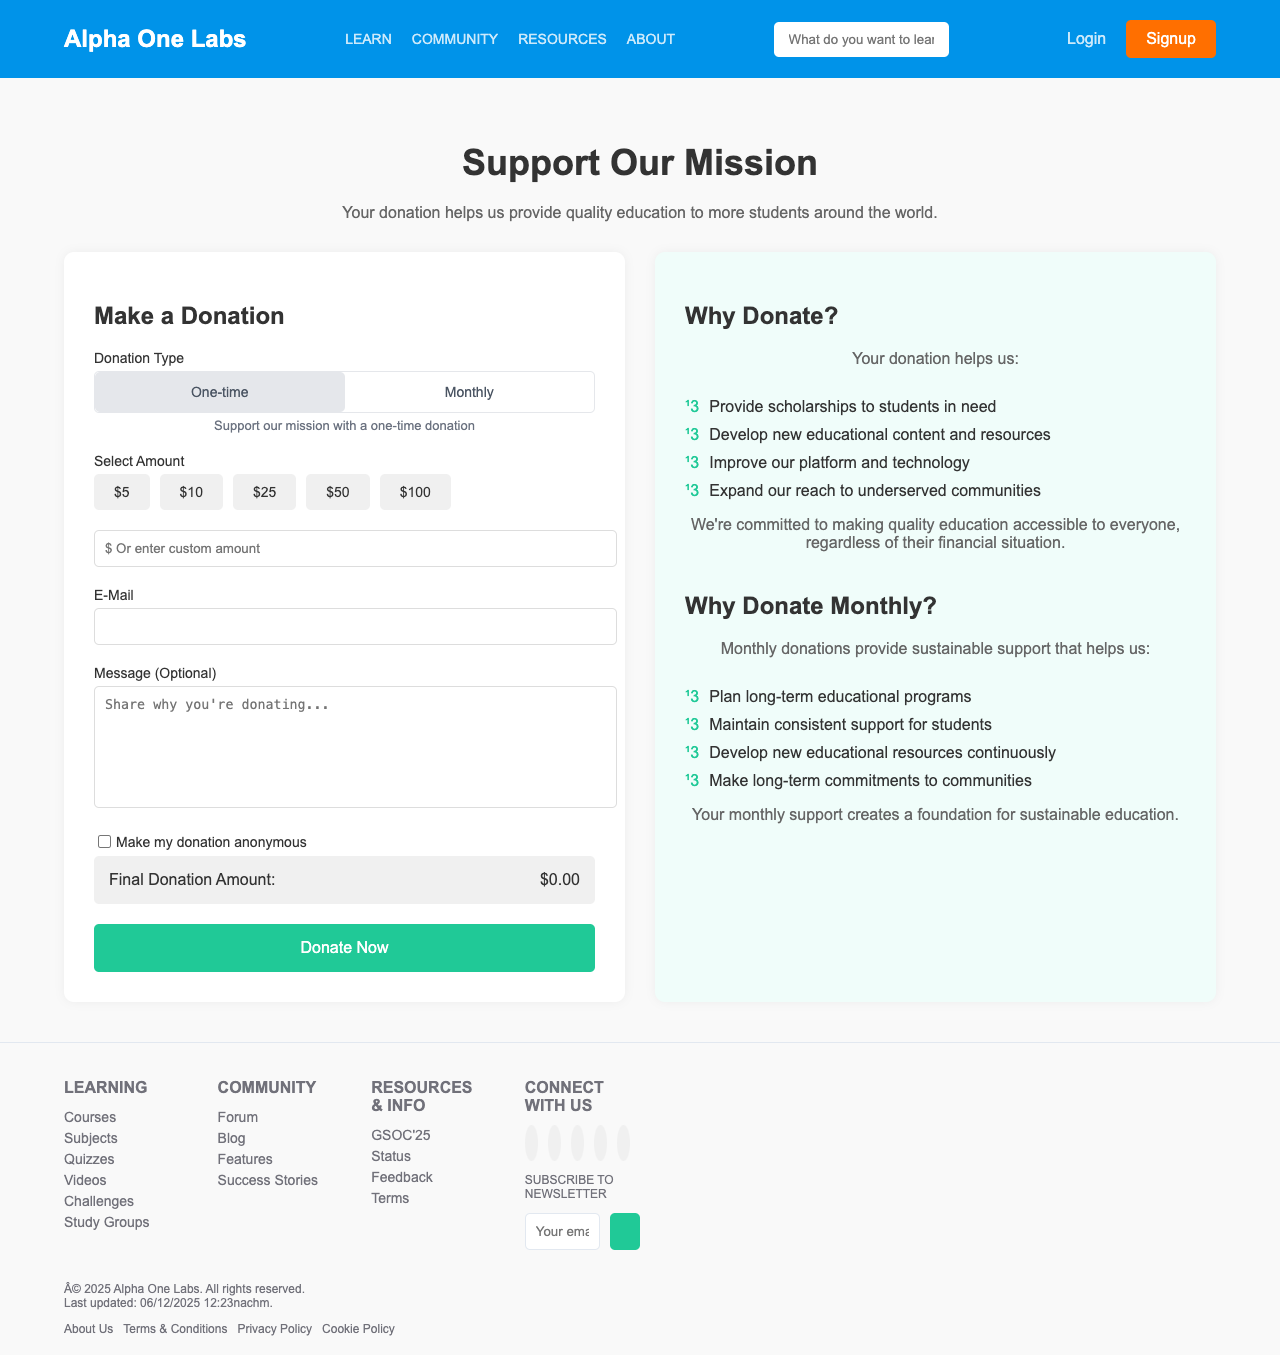 Alpha One Labs
LEARN COMMUNITY RESOURCES ABOUT
What do you want to lear
Login
Signup
Support Our Mission
Your donation helps us provide quality education to more students around the world.
Make a Donation
Donation Type
One-time
Monthly
Support our mission with a one-time donation
Select Amount
$5 $10 $25 $50 $100
$ Or enter custom amount
E-Mail
Message (Optional)
Share why you're donating...
Make my donation anonymous
Final Donation Amount: $0.00
Donate Now
Why Donate?
Your donation helps us:
¹3 Provide scholarships to students in need
¹3 Develop new educational content and resources
¹3 Improve our platform and technology
¹3 Expand our reach to underserved communities
We're committed to making quality education accessible to everyone,
regardless of their financial situation.
Why Donate Monthly?
Monthly donations provide sustainable support that helps us:
¹3 Plan long-term educational programs
¹3 Maintain consistent support for students
¹3 Develop new educational resources continuously
¹3 Make long-term commitments to communities
Your monthly support creates a foundation for sustainable education.
LEARNING
Courses
Subjects
Quizzes
Videos
Challenges
Study Groups
COMMUNITY
Forum
Blog
Features
Success Stories
RESOURCES
& INFO
GSOC'25
Status
Feedback
Terms
CONNECT
WITH US
SUBSCRIBE TO
NEWSLETTER
Your ema
Â© 2025 Alpha One Labs. All rights reserved.
Last updated: 06/12/2025 12:23nachm.
About Us Terms & Conditions Privacy Policy Cookie Policy